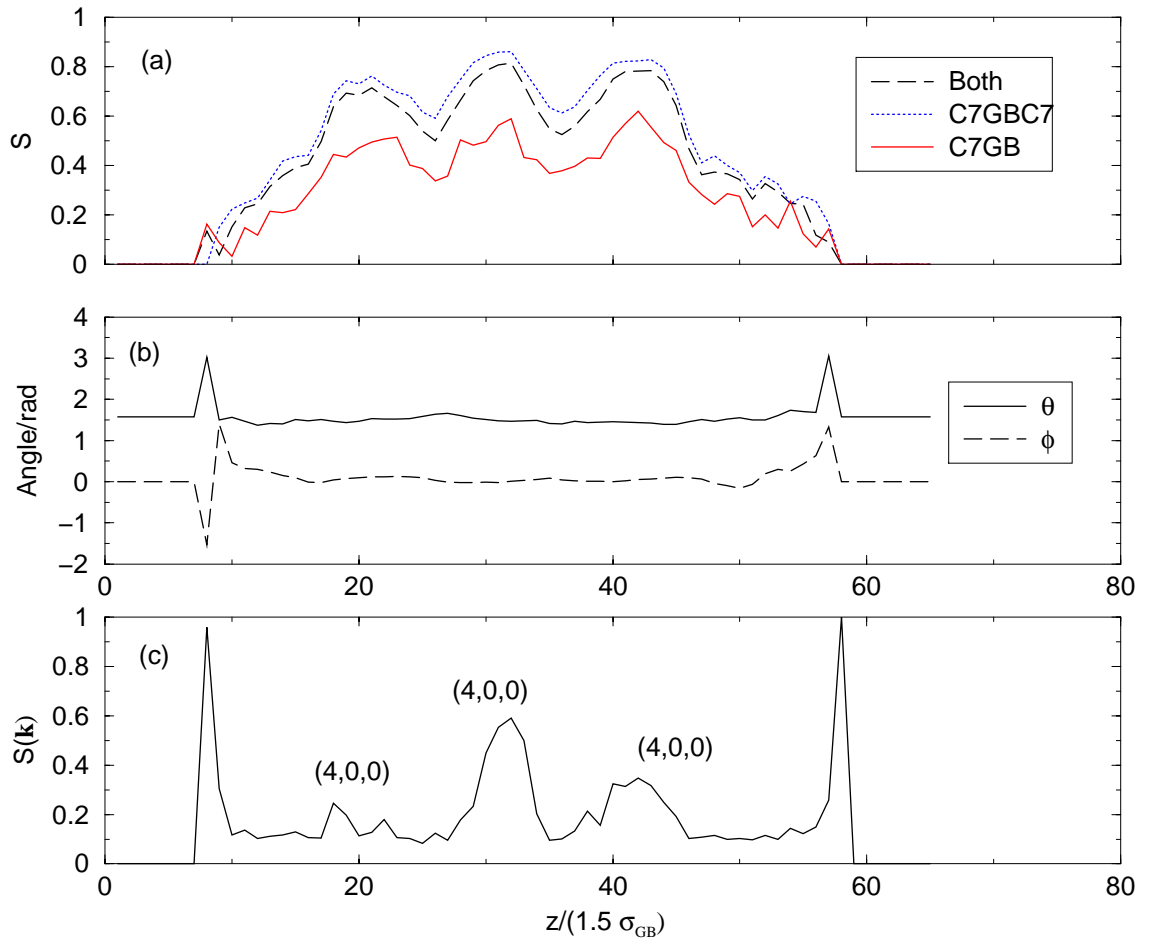 1
0.8
0.6
0.4
0.2
0
S
(a)
Both
C7GBC7
C7GB
4
3
2
1
0
−1
−2
Angle/rad
(b)
θ
ϕ
0
20
40
60
80
1
0.8
0.6
0.4
0.2
0
S(k)
(c)
(4,0,0)
(4,0,0)
(4,0,0)
0
20
40
60
80
z/(1.5 σGB)